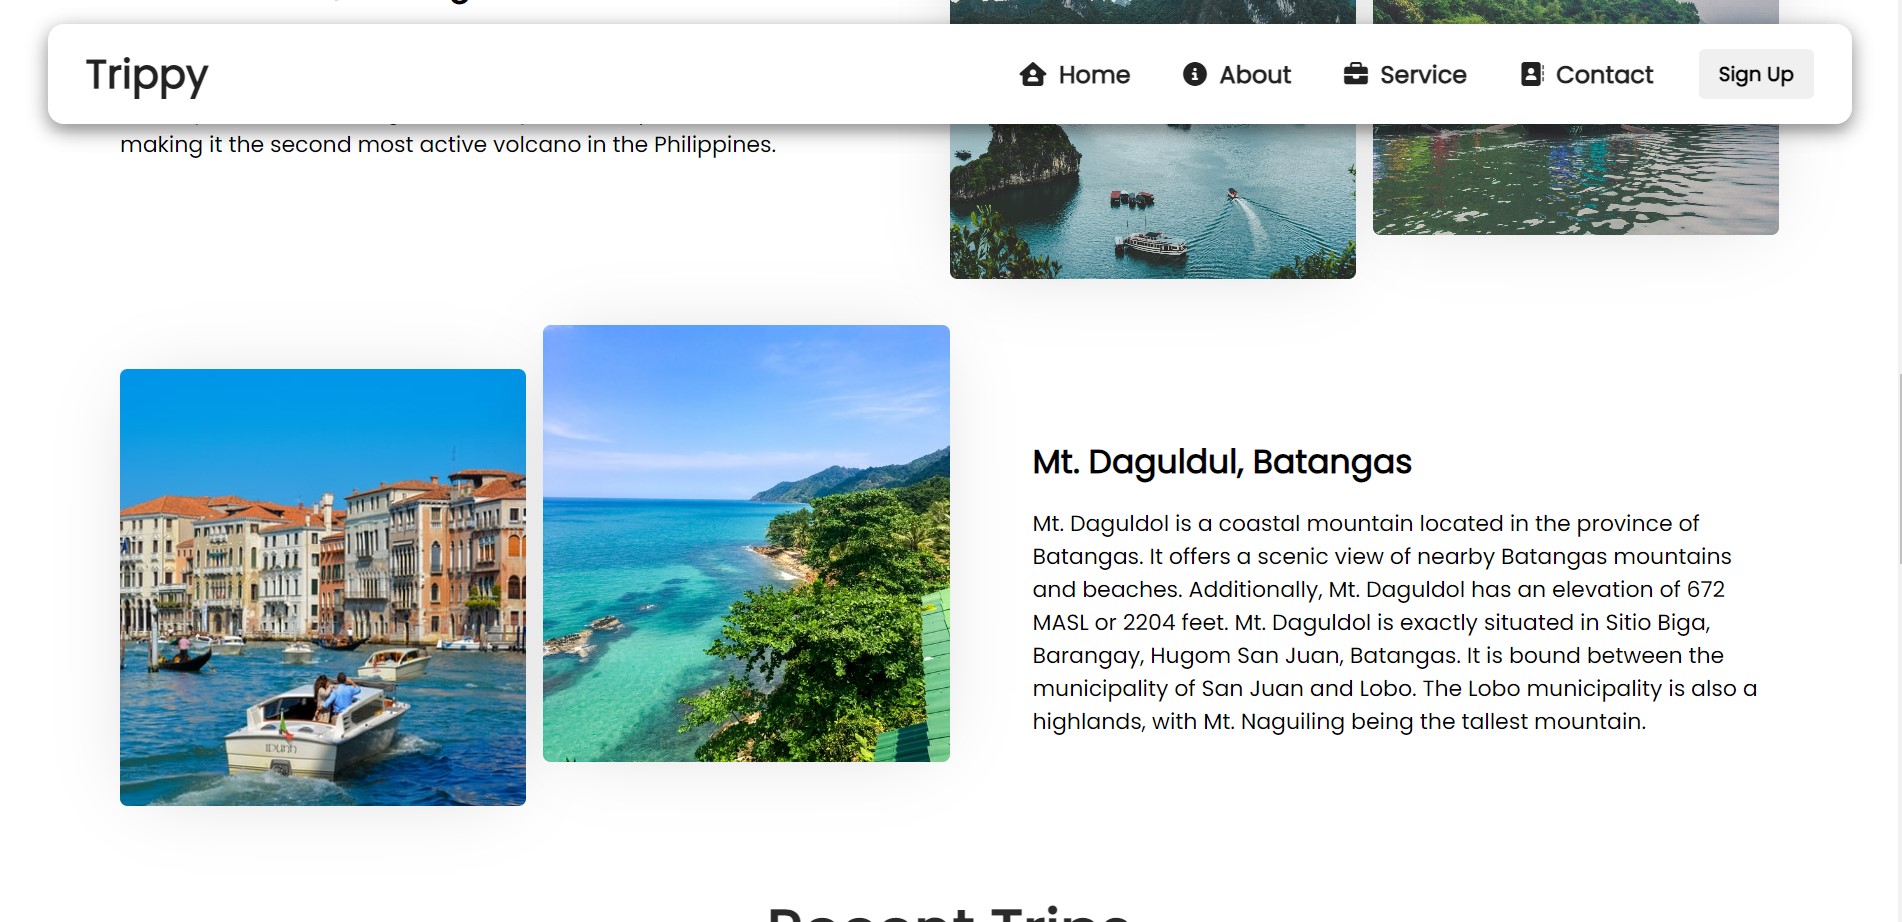 Trippy
Home
About
Service
Contact
Sign Up
making it the second most active volcano in the Philippines.
Mt. Daguldul, Batangas
Mt. Daguldol is a coastal mountain located in the province of
Batangas. It offers a scenic view of nearby Batangas mountains
and beaches. Additionally, Mt. Daguldol has an elevation of 672
MASL or 2204 feet. Mt. Daguldol is exactly situated in Sitio Biga,
Barangay, Hugom San Juan, Batangas. It is bound between the
municipality of San Juan and Lobo. The Lobo municipality is also a
highlands, with Mt. Naguiling being the tallest mountain.
Recent Trips